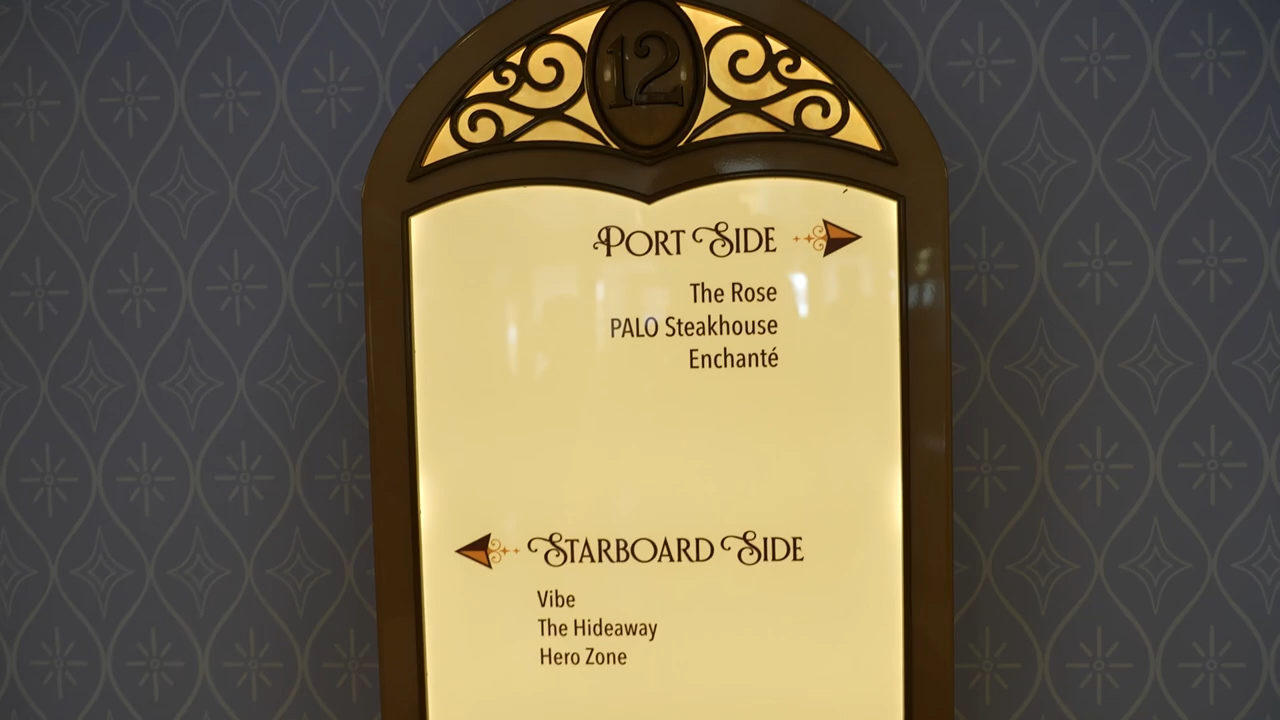 12
PORT SIDE
The Rose
PALO Steakhouse
Enchanté
STARBOARD SIDE
Vibe
The Hideaway
Hero Zone